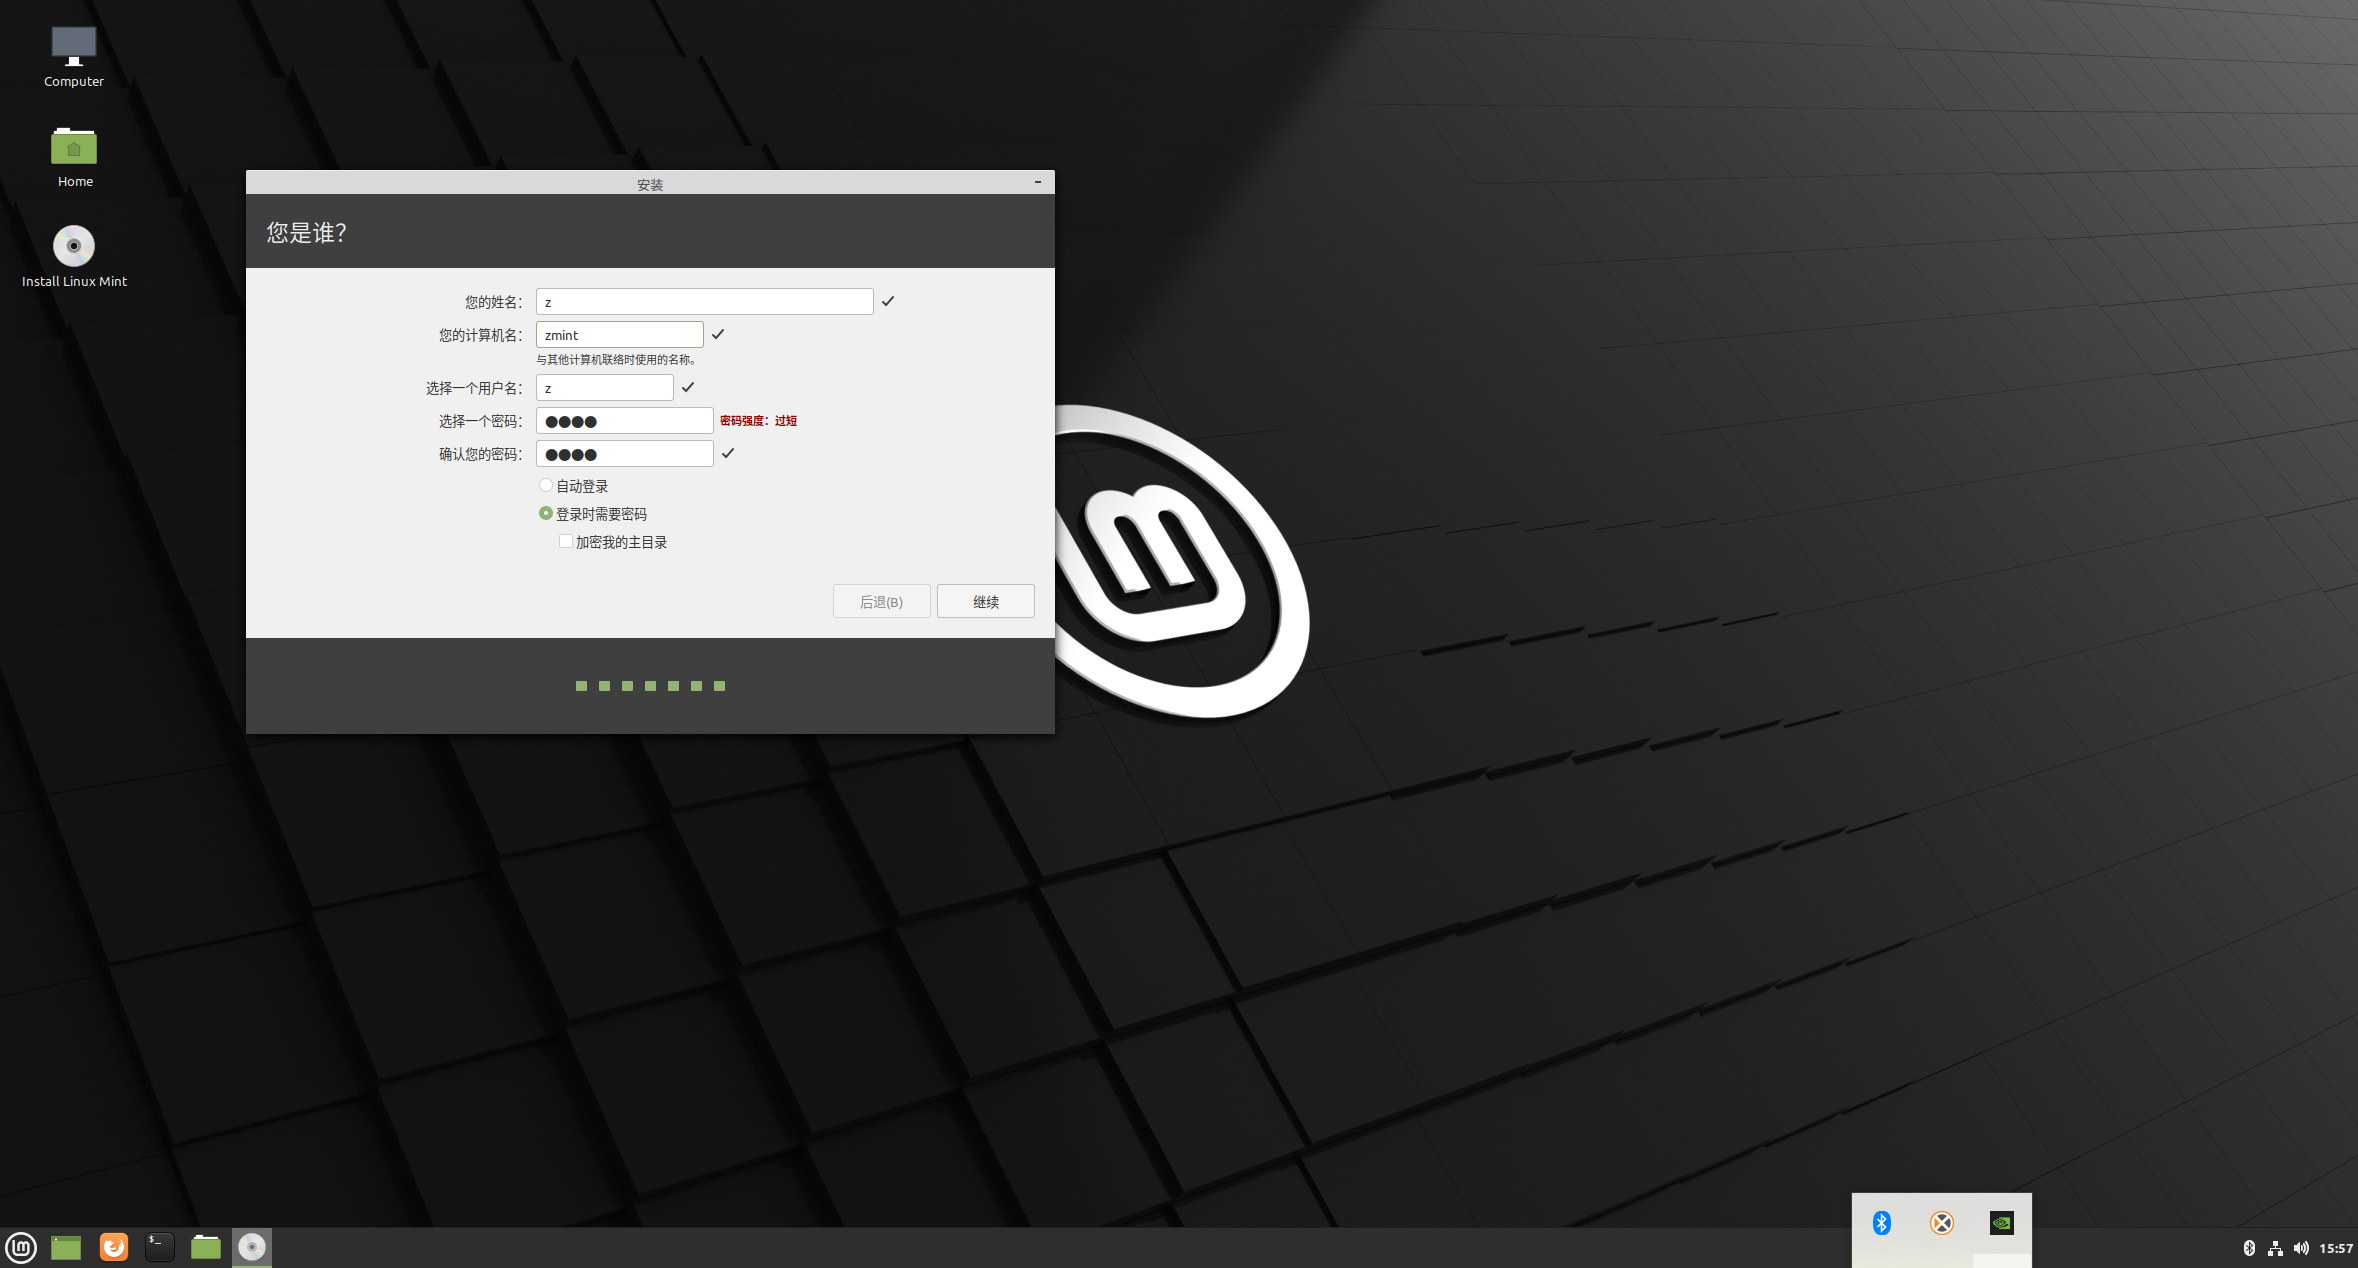 Computer
Home
Install Linux Mint
安装
您是谁？
您的姓名： z
您的计算机名： zmint
与其他计算机联络时使用的名称。
选择一个用户名： z
选择一个密码： ●●●● 密码强度：过短
确认您的密码： ●●●●
自动登录
登录时需要密码
加密我的主目录
后退(B) 继续
$_
15:57